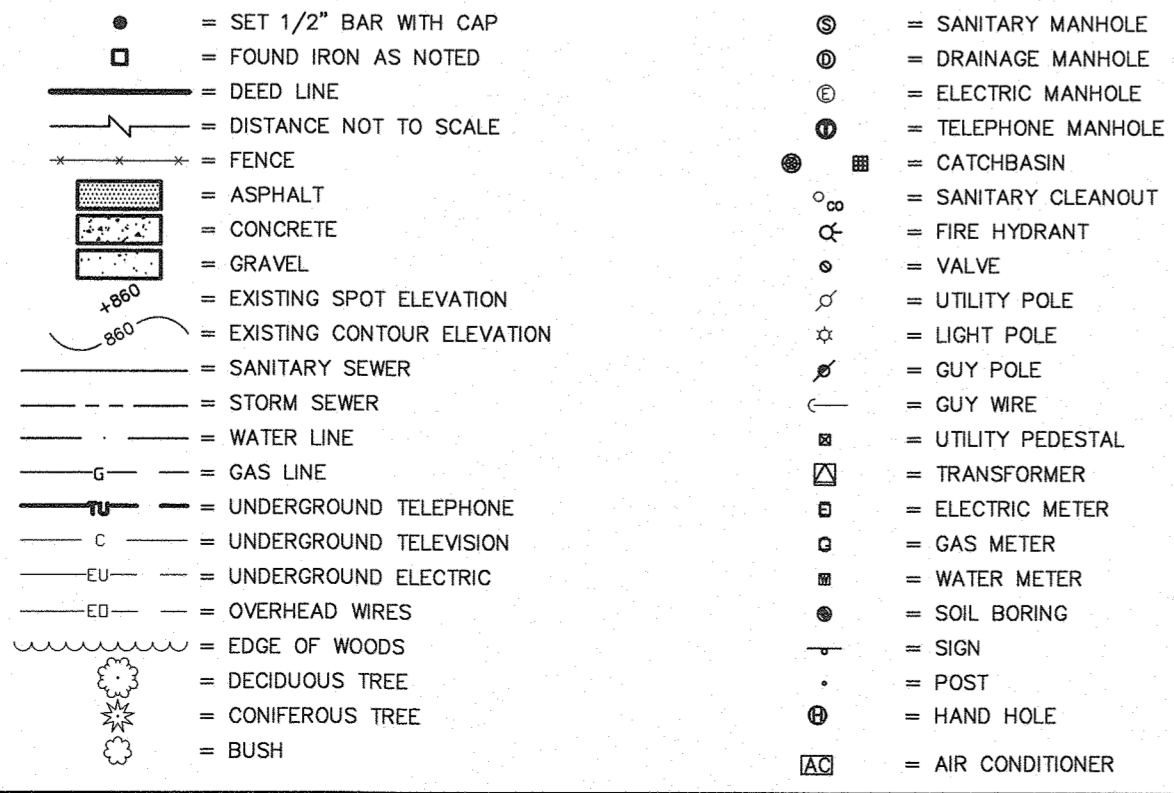 = SET 1/2" BAR WITH CAP
= FOUND IRON AS NOTED
= DEED LINE
= DISTANCE NOT TO SCALE
= FENCE
= ASPHALT
= CONCRETE
= GRAVEL
+860 = EXISTING SPOT ELEVATION
860 = EXISTING CONTOUR ELEVATION
= SANITARY SEWER
= STORM SEWER
= WATER LINE
G = GAS LINE
TU = UNDERGROUND TELEPHONE
C = UNDERGROUND TELEVISION
EU = UNDERGROUND ELECTRIC
EO = OVERHEAD WIRES
= EDGE OF WOODS
= DECIDUOUS TREE
= CONIFEROUS TREE
= BUSH
S = SANITARY MANHOLE
D = DRAINAGE MANHOLE
E = ELECTRIC MANHOLE
T = TELEPHONE MANHOLE
= CATCHBASIN
CO = SANITARY CLEANOUT
= FIRE HYDRANT
= VALVE
= UTILITY POLE
= LIGHT POLE
= GUY POLE
= GUY WIRE
= UTILITY PEDESTAL
= TRANSFORMER
E = ELECTRIC METER
G = GAS METER
W = WATER METER
= SOIL BORING
= SIGN
= POST
H = HAND HOLE
AC = AIR CONDITIONER